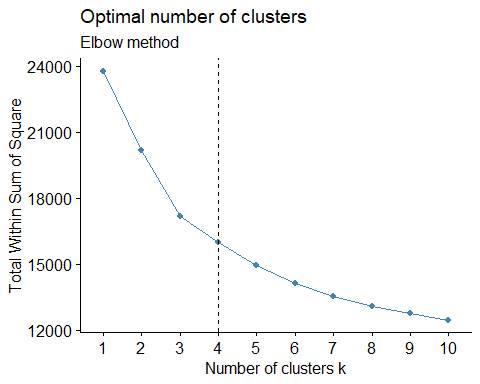 Optimal number of clusters
Elbow method
Total Within Sum of Square
24000
21000
18000
15000
12000
1 2 3 4 5 6 7 8 9 10
Number of clusters k